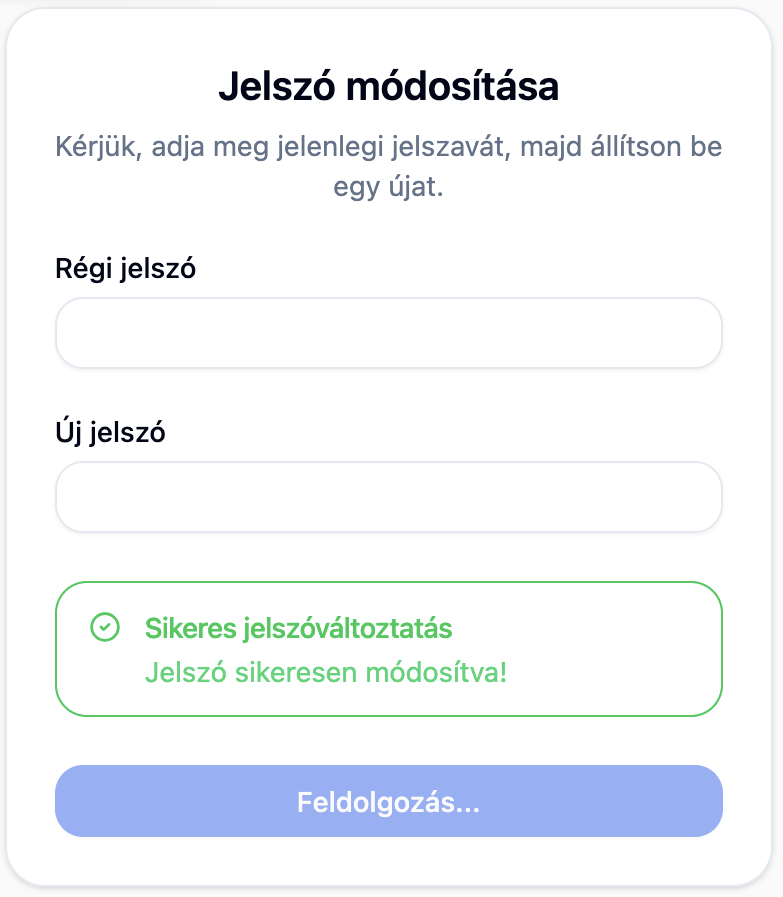 Jelszó módosítása
Kérjük, adja meg jelenlegi jelszavát, majd állítson be
egy újat.
Régi jelszó
Új jelszó
Sikeres jelszóváltoztatás
Jelszó sikeresen módosítva!
Feldolgozás...